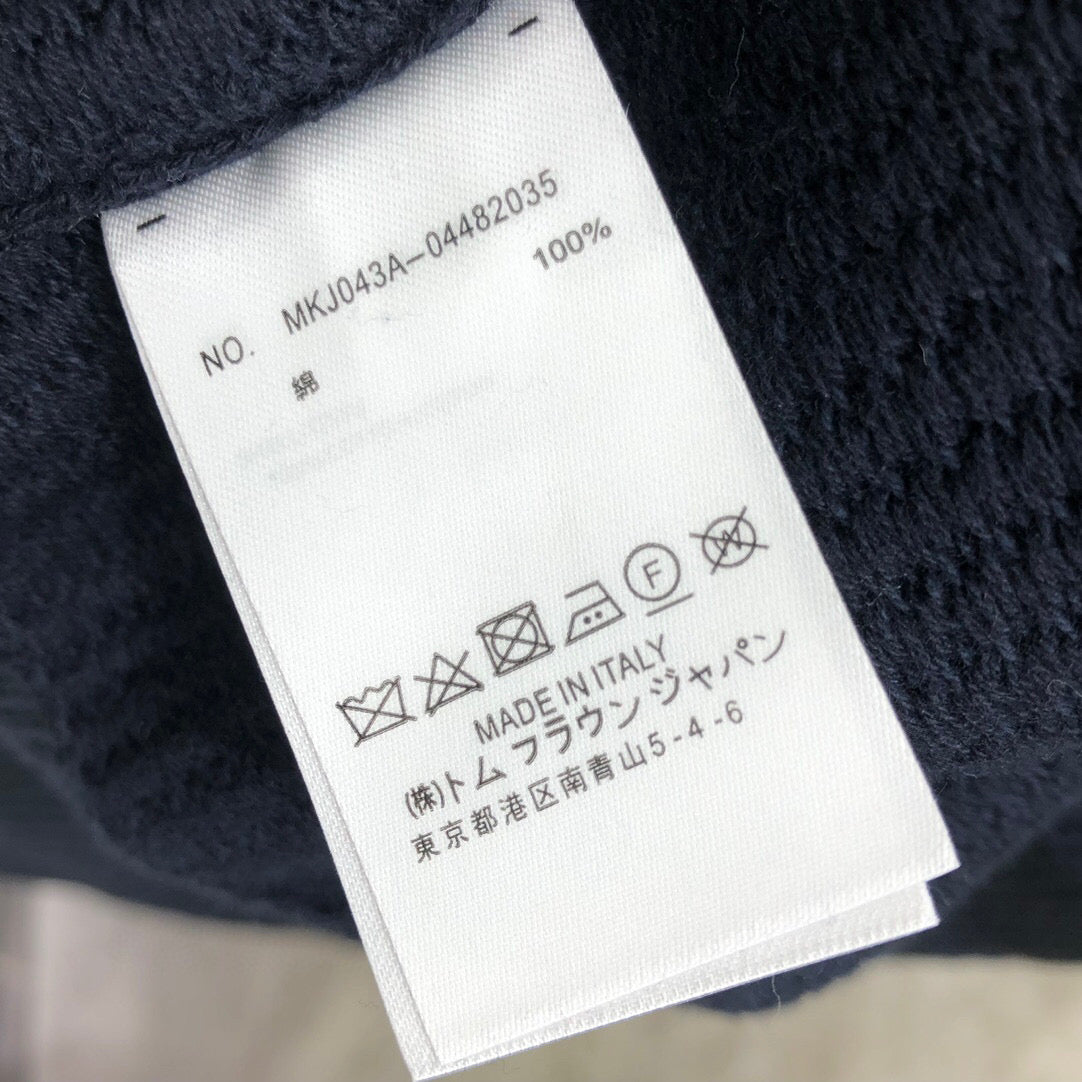 NO. MKJ043A-04482035
綿 100%
F W
MADE IN ITALY
(株)トム ブラウン ジャパン
東京都港区南青山5-4-6